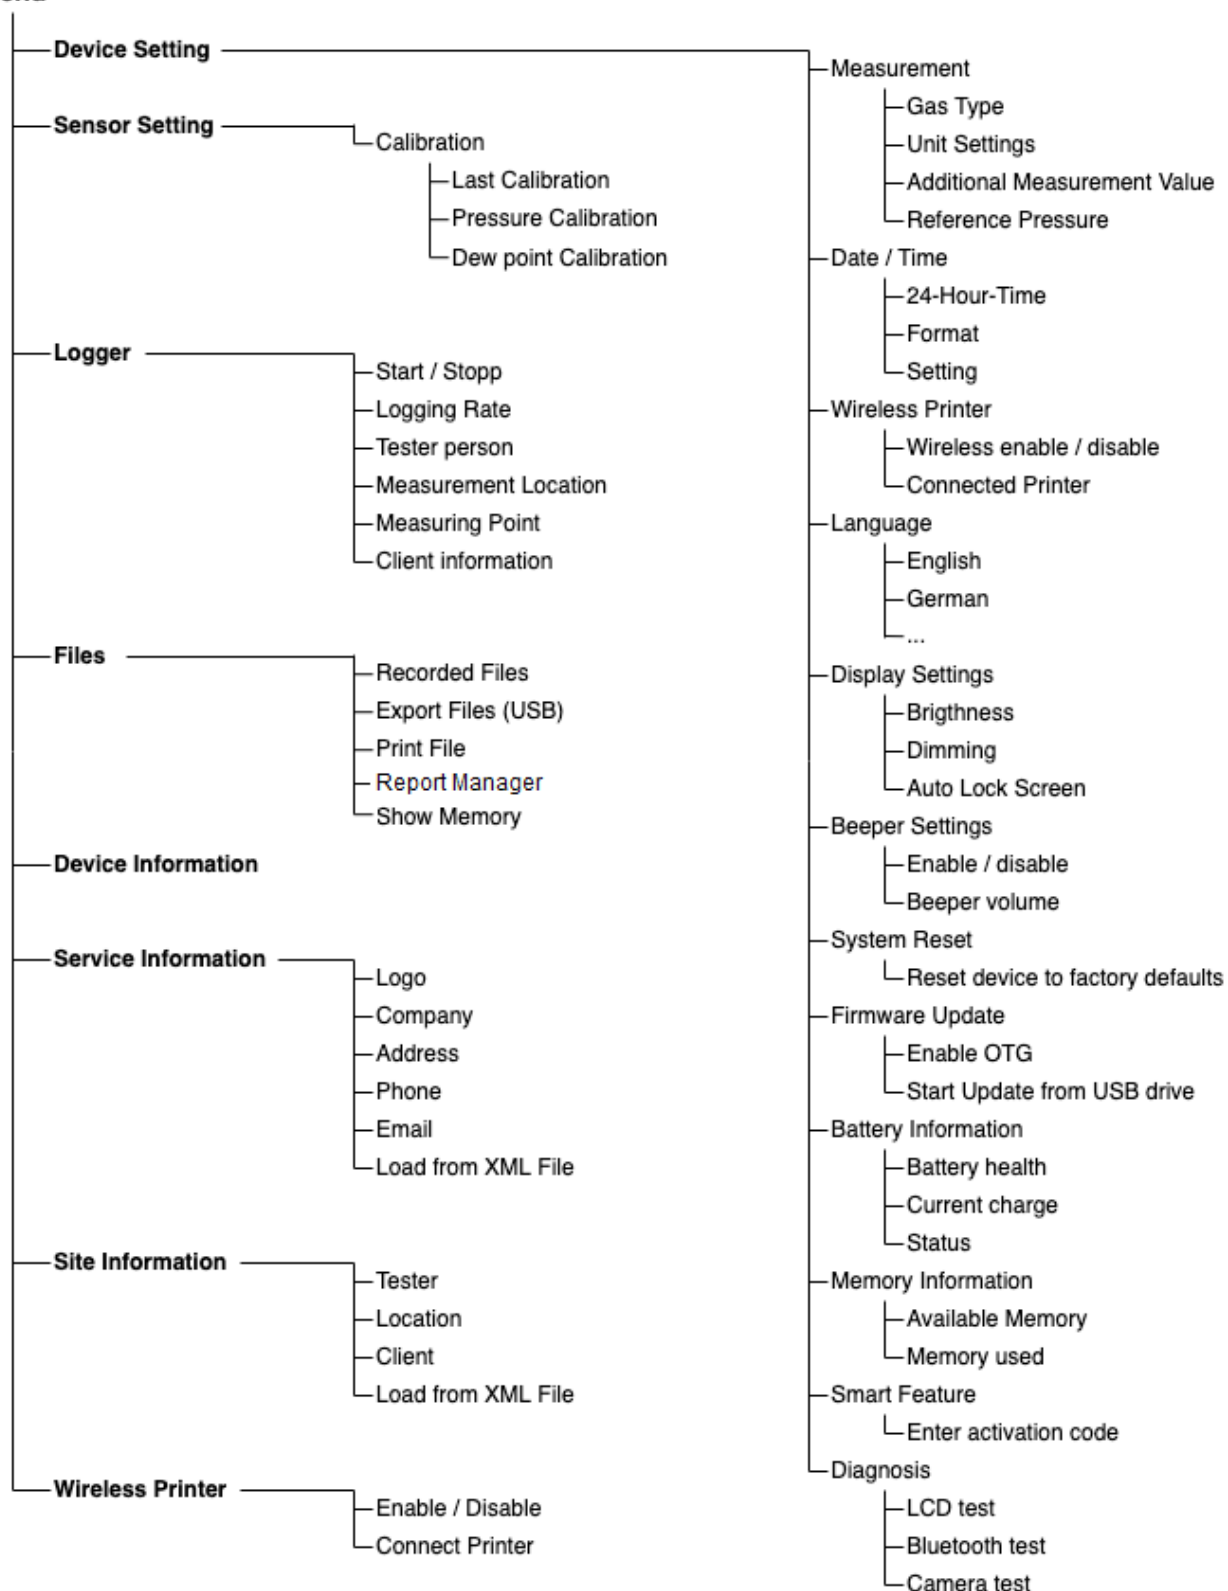 Device Setting
Sensor Setting
Calibration
Last Calibration
Pressure Calibration
Dew point Calibration
Logger
Start / Stopp
Logging Rate
Tester person
Measurement Location
Measuring Point
Client information
Files
Recorded Files
Export Files (USB)
Print File
Report Manager
Show Memory
Device Information
Service Information
Logo
Company
Address
Phone
Email
Load from XML File
Site Information
Tester
Location
Client
Load from XML File
Wireless Printer
Enable / Disable
Connect Printer
Measurement
Gas Type
Unit Settings
Additional Measurement Value
Reference Pressure
Date / Time
24-Hour-Time
Format
Setting
Wireless Printer
Wireless enable / disable
Connected Printer
Language
English
German
...
Display Settings
Brigthness
Dimming
Auto Lock Screen
Beeper Settings
Enable / disable
Beeper volume
System Reset
Reset device to factory defaults
Firmware Update
Enable OTG
Start Update from USB drive
Battery Information
Battery health
Current charge
Status
Memory Information
Available Memory
Memory used
Smart Feature
Enter activation code
Diagnosis
LCD test
Bluetooth test
Camera test